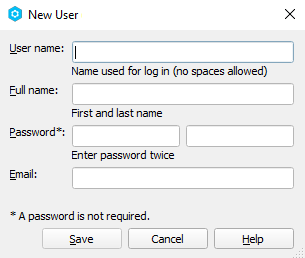 New User
User name:
Name used for log in (no spaces allowed)
Full name:
First and last name
Password*:
Enter password twice
Email:
* A password is not required.
Save Cancel Help